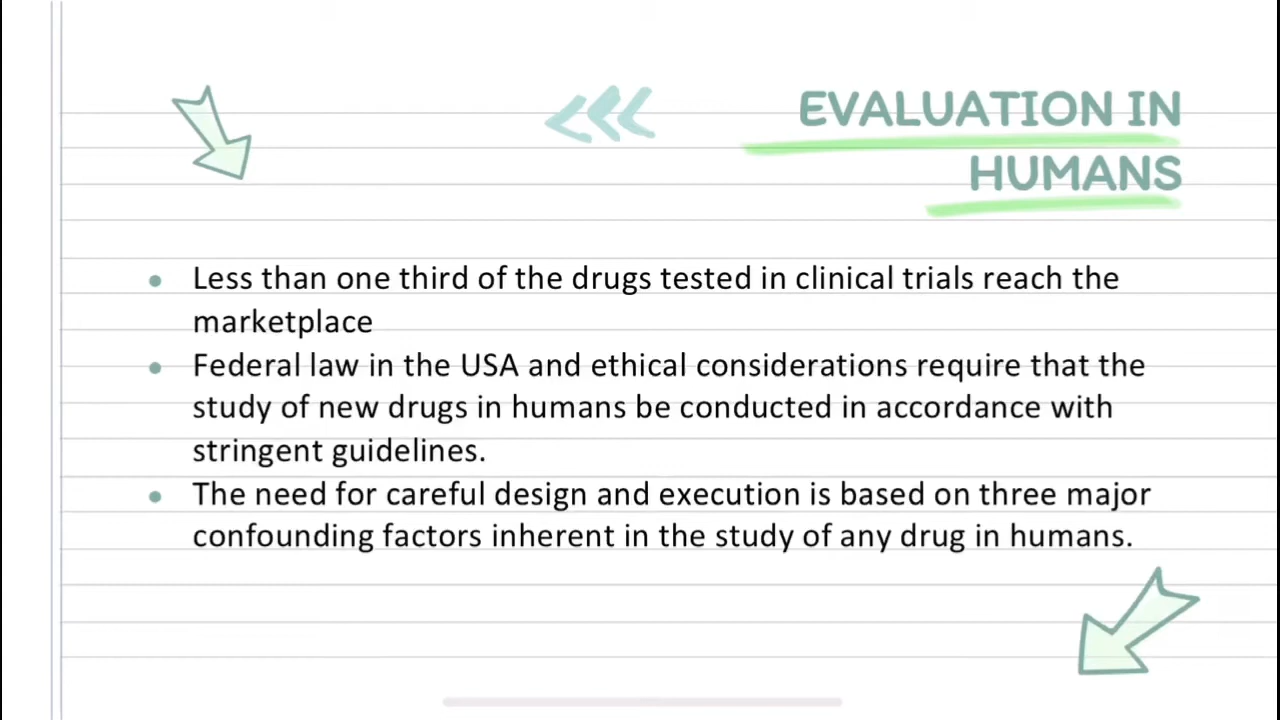 EVALUATION IN
HUMANS
Less than one third of the drugs tested in clinical trials reach the
marketplace
Federal law in the USA and ethical considerations require that the
study of new drugs in humans be conducted in accordance with
stringent guidelines.
The need for careful design and execution is based on three major
confounding factors inherent in the study of any drug in humans.